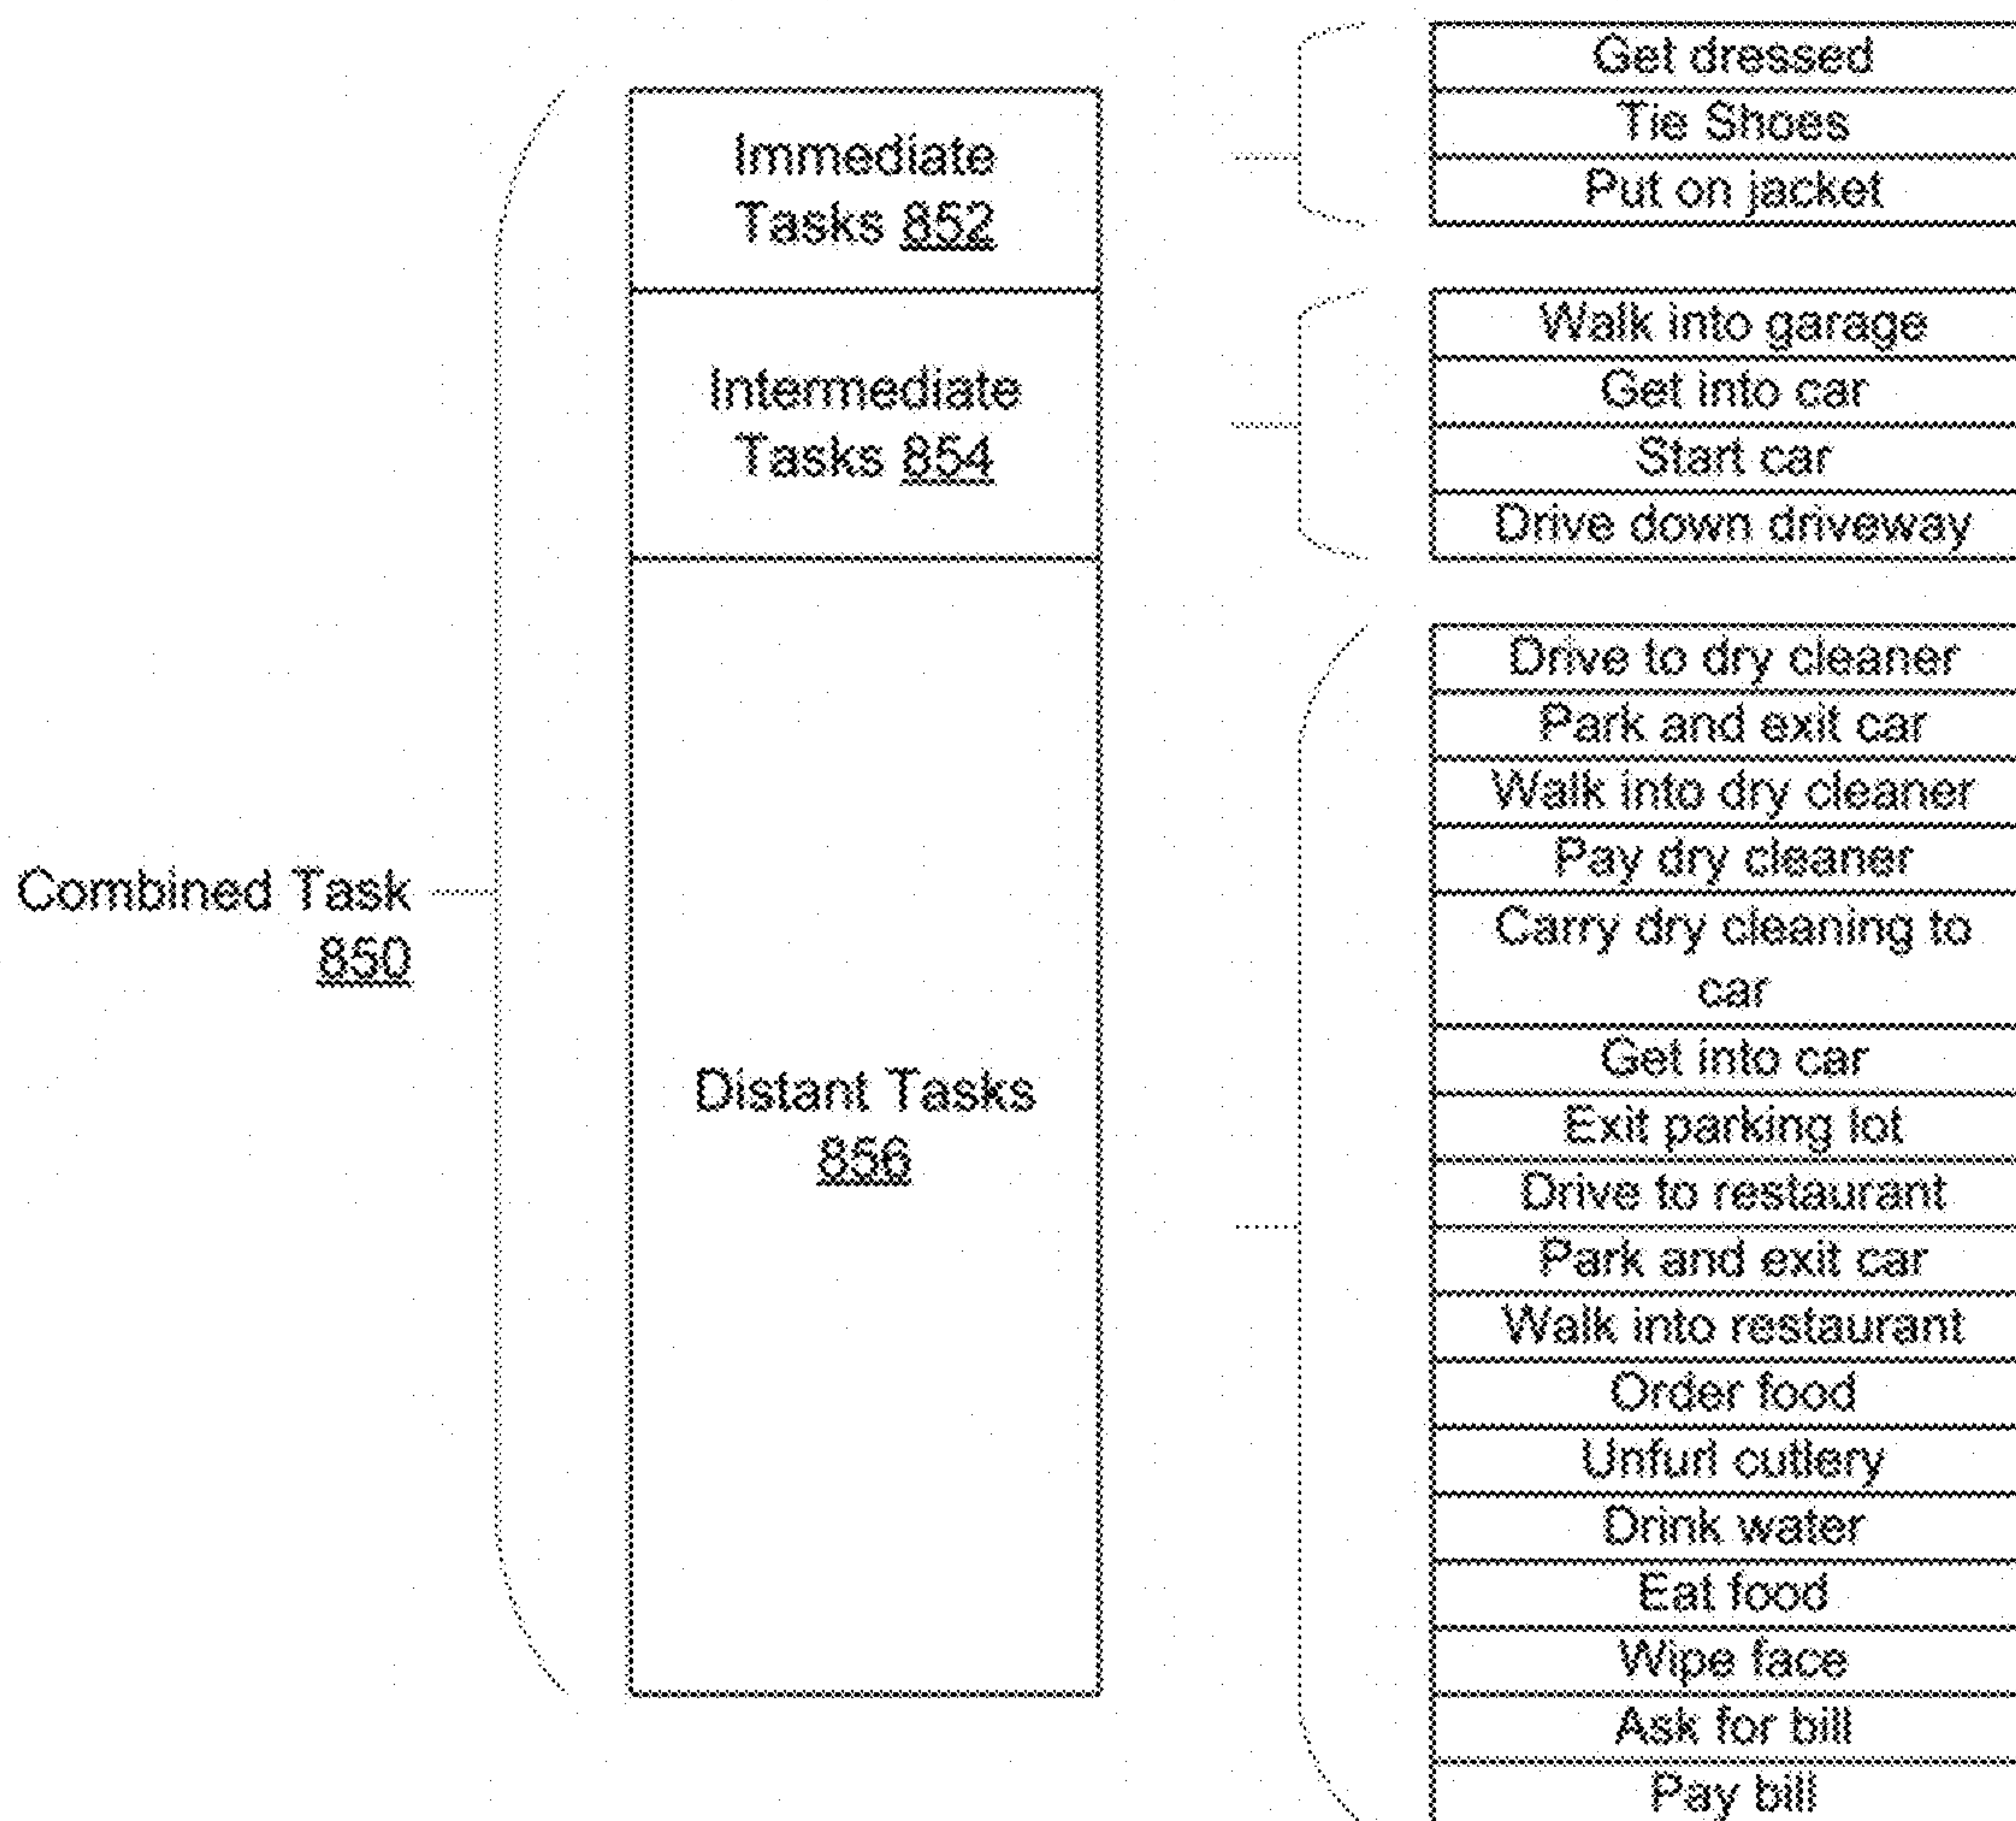 Combined Task
850
Immediate
Tasks 852
Intermediate
Tasks 854
Distant Tasks
856
Get dressed
Tie Shoes
Put on jacket
Walk into garage
Get into car
Start car
Drive down driveway
Drive to dry cleaner
Park and exit car
Walk into dry cleaner
Pay dry cleaner
Carry dry cleaning to
car
Get into car
Exit parking lot
Drive to restaurant
Park and exit car
Walk into restaurant
Order food
Unfurl cutlery
Drink water
Eat food
Wipe face
Ask for bill
Pay bill